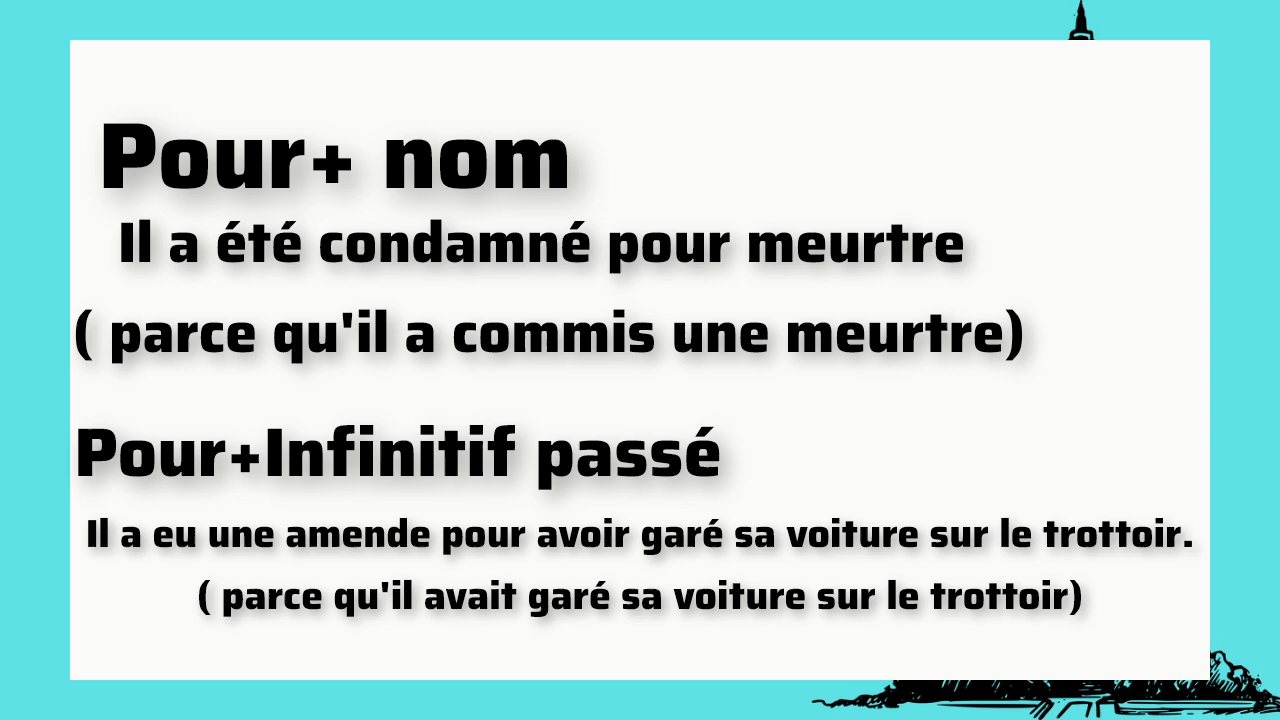 Pour+ nom
Il a été condamné pour meurtre
( parce qu'il a commis une meurtre)
Pour+Infinitif passé
Il a eu une amende pour avoir garé sa voiture sur le trottoir.
( parce qu'il avait garé sa voiture sur le trottoir)